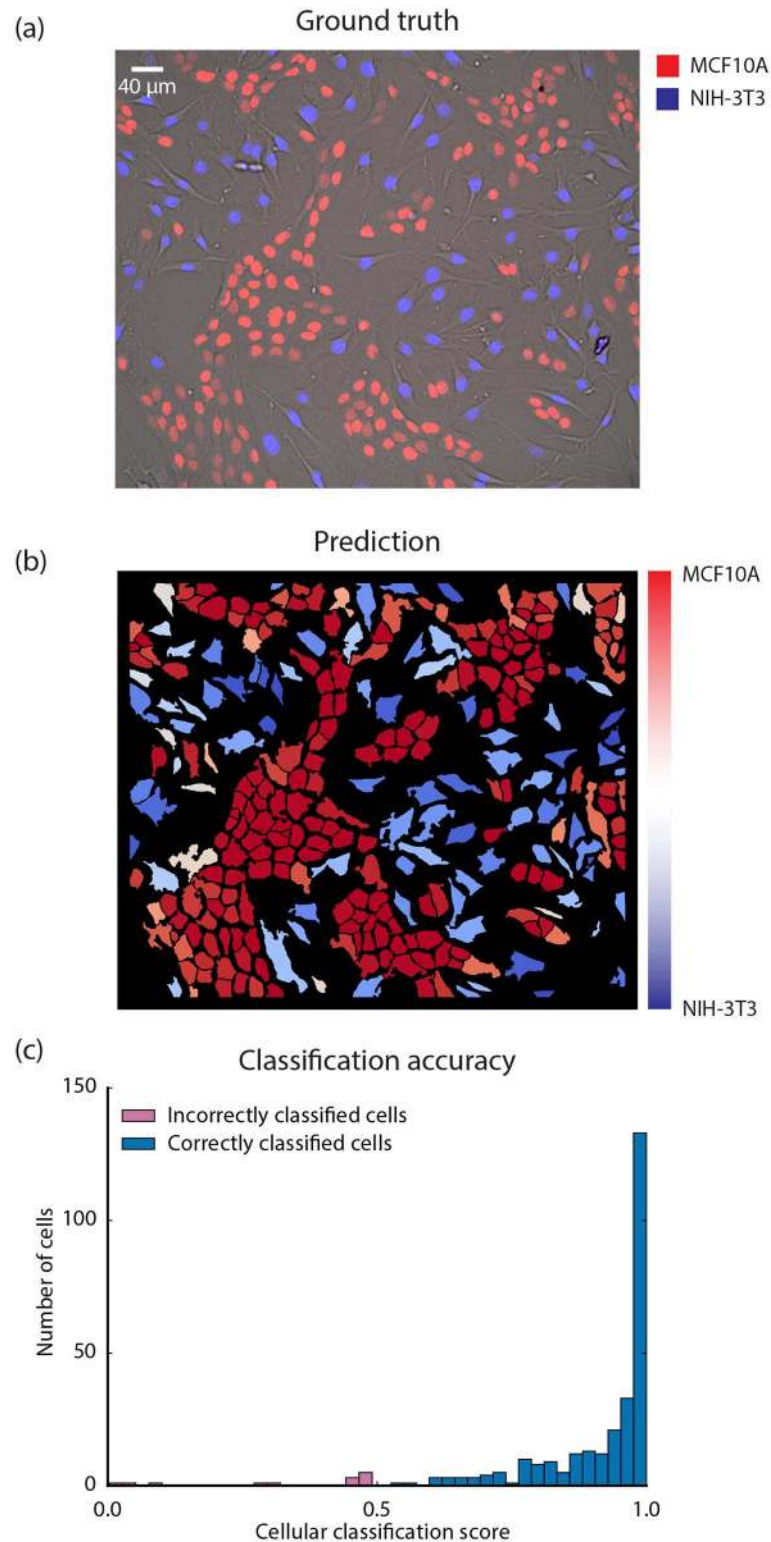 (a)
Ground truth
40 µm
MCF10A
NIH-3T3
(b)
Prediction
MCF10A
NIH-3T3
(c)
Classification accuracy
150
Incorrectly classified cells
Correctly classified cells
100
Number of cells
50
0
0.0
0.5
1.0
Cellular classification score